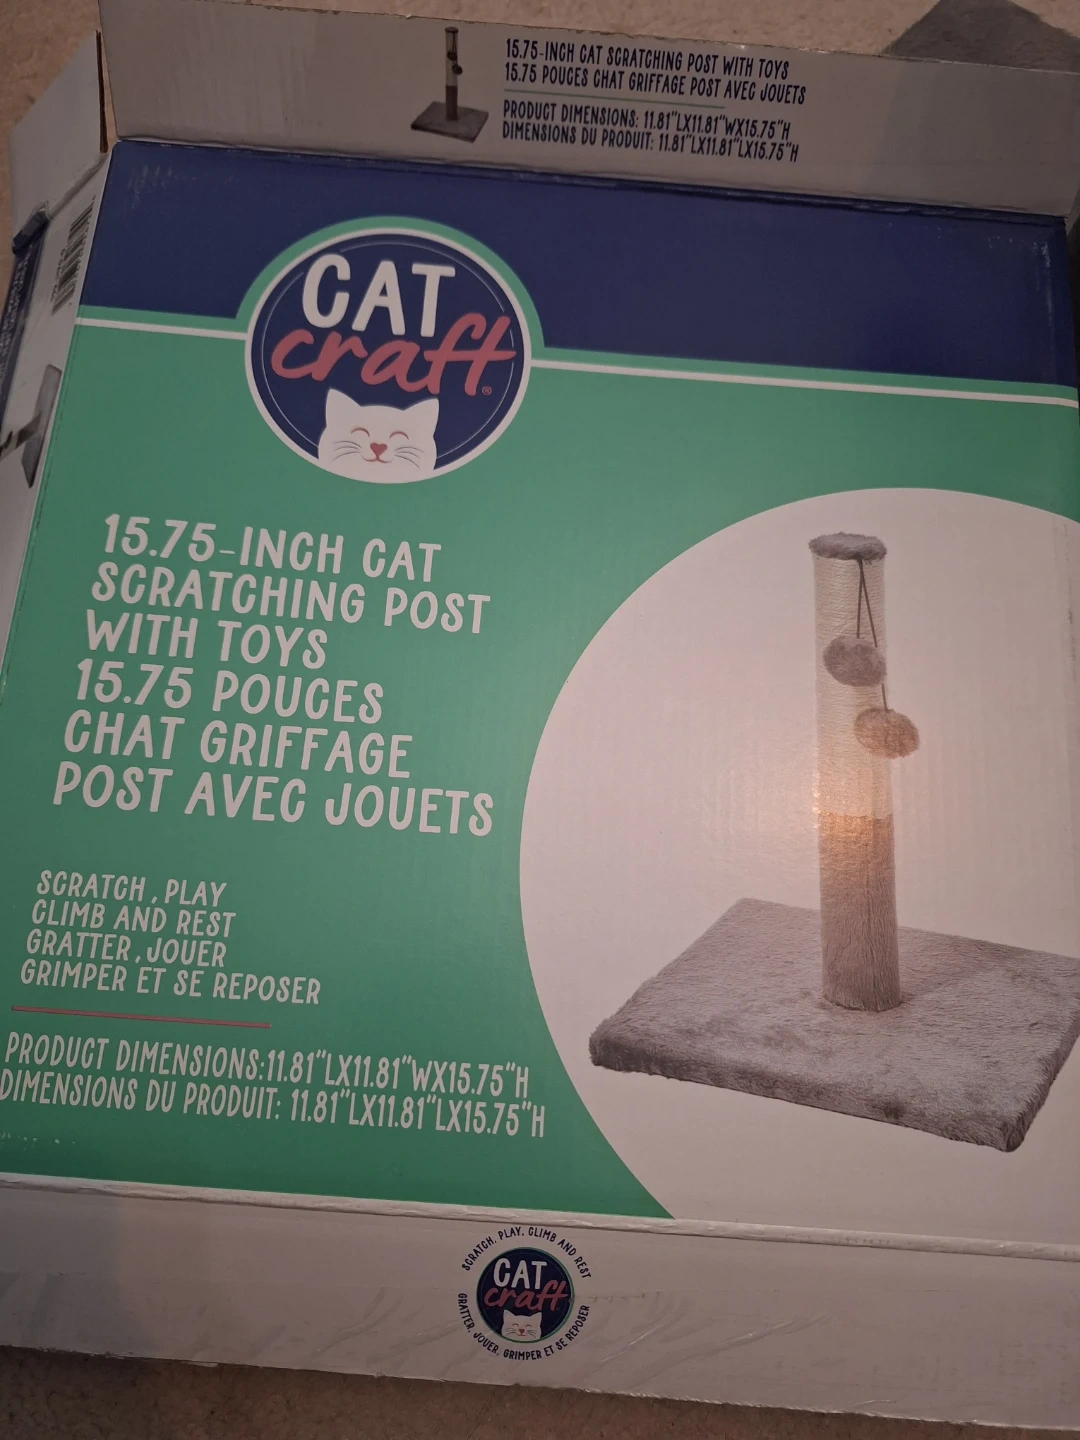 15.75-INCH CAT SCRATCHING POST WITH TOYS
15.75 POUCES CHAT GRIFFAGE POST AVEC JOUETS
PRODUCT DIMENSIONS: 11.81"LX11.81"WX15.75"H
DIMENSIONS DU PRODUIT: 11.81"LX11.81"LX15.75"H
CAT
craft®
15.75-INCH CAT
SCRATCHING POST
WITH TOYS
15.75 POUCES
CHAT GRIFFAGE
POST AVEC JOUETS
SCRATCH, PLAY
CLIMB AND REST
GRATTER, JOUER
GRIMPER ET SE REPOSER
PRODUCT DIMENSIONS:11.81"LX11.81"WX15.75"H
DIMENSIONS DU PRODUIT: 11.81"LX11.81"LX15.75"H
SCRATCH, PLAY, CLIMB AND REST
CAT
craft
GRATTER, JOUER, GRIMPER ET SE REPOSER